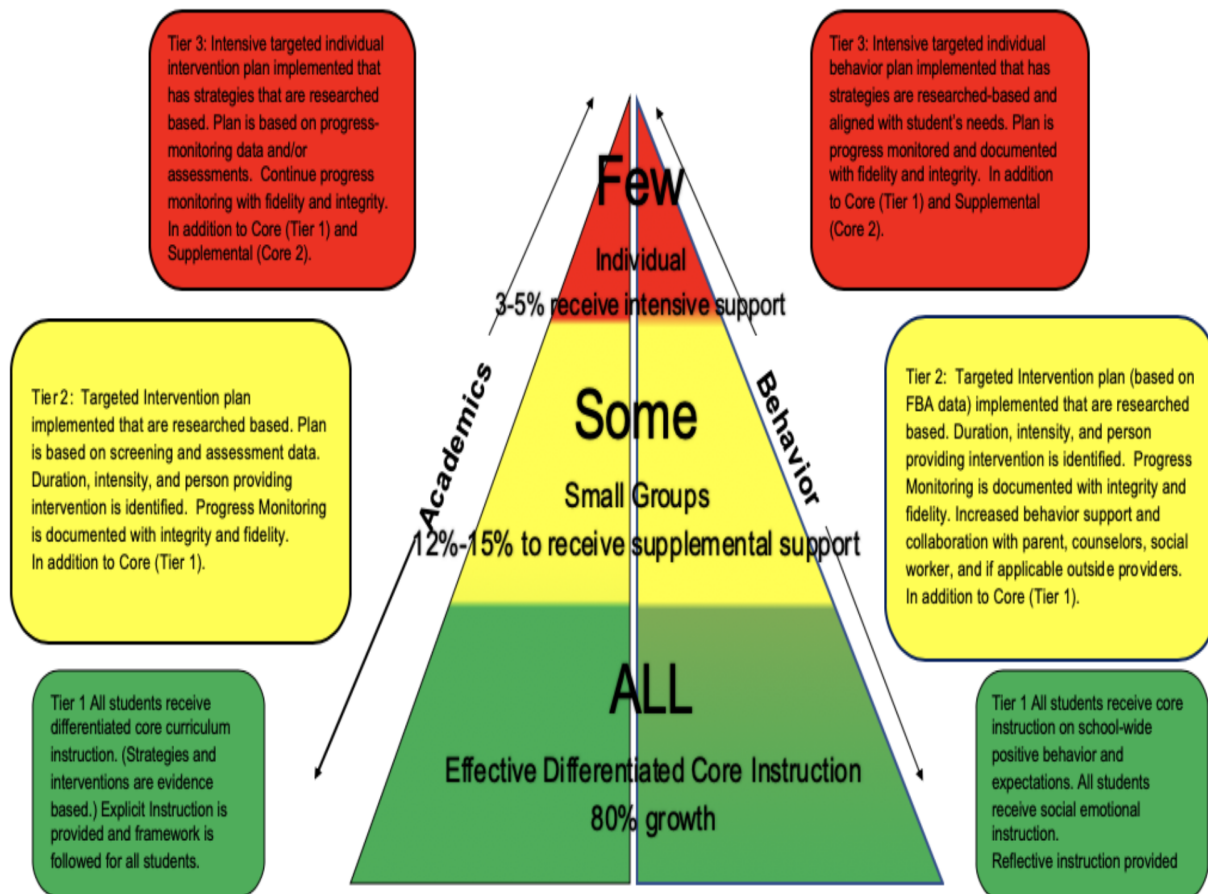 Tier 3: Intensive targeted individual
intervention plan implemented that
has strategies that are researched
based. Plan is based on progress-
monitoring data and/or
assessments. Continue progress
monitoring with fidelity and integrity.
In addition to Core (Tier 1) and
Supplemental (Core 2).
Tier 3: Intensive targeted individual
behavior plan implemented that has
strategies are researched-based and
aligned with student's needs. Plan is
progress monitored and documented
with fidelity and integrity. In addition
to Core (Tier 1) and Supplemental
(Core 2).
Few
Individual
3-5% receive intensive support
Tier 2: Targeted Intervention plan
implemented that are researched based. Plan
is based on screening and assessment data.
Duration, intensity, and person providing
intervention is identified. Progress Monitoring
is documented with integrity and fidelity.
In addition to Core (Tier 1).
Academics
Some
Small Groups
12%-15% to receive supplemental support
Behavior
Tier 2: Targeted Intervention plan (based on
FBA data) implemented that are researched
based. Duration, intensity, and person
providing intervention is identified. Progress
Monitoring is documented with integrity and
fidelity. Increased behavior support and
collaboration with parent, counselors, social
worker, and if applicable outside providers.
In addition to Core (Tier 1).
Tier 1 All students receive
differentiated core curriculum
instruction. (Strategies and
interventions are evidence
based.) Explicit Instruction is
provided and framework is
followed for all students.
ALL
Effective Differentiated Core Instruction
80% growth
Tier 1 All students receive core
instruction on school-wide
positive behavior and
expectations. All students
receive social emotional
instruction.
Reflective instruction provided